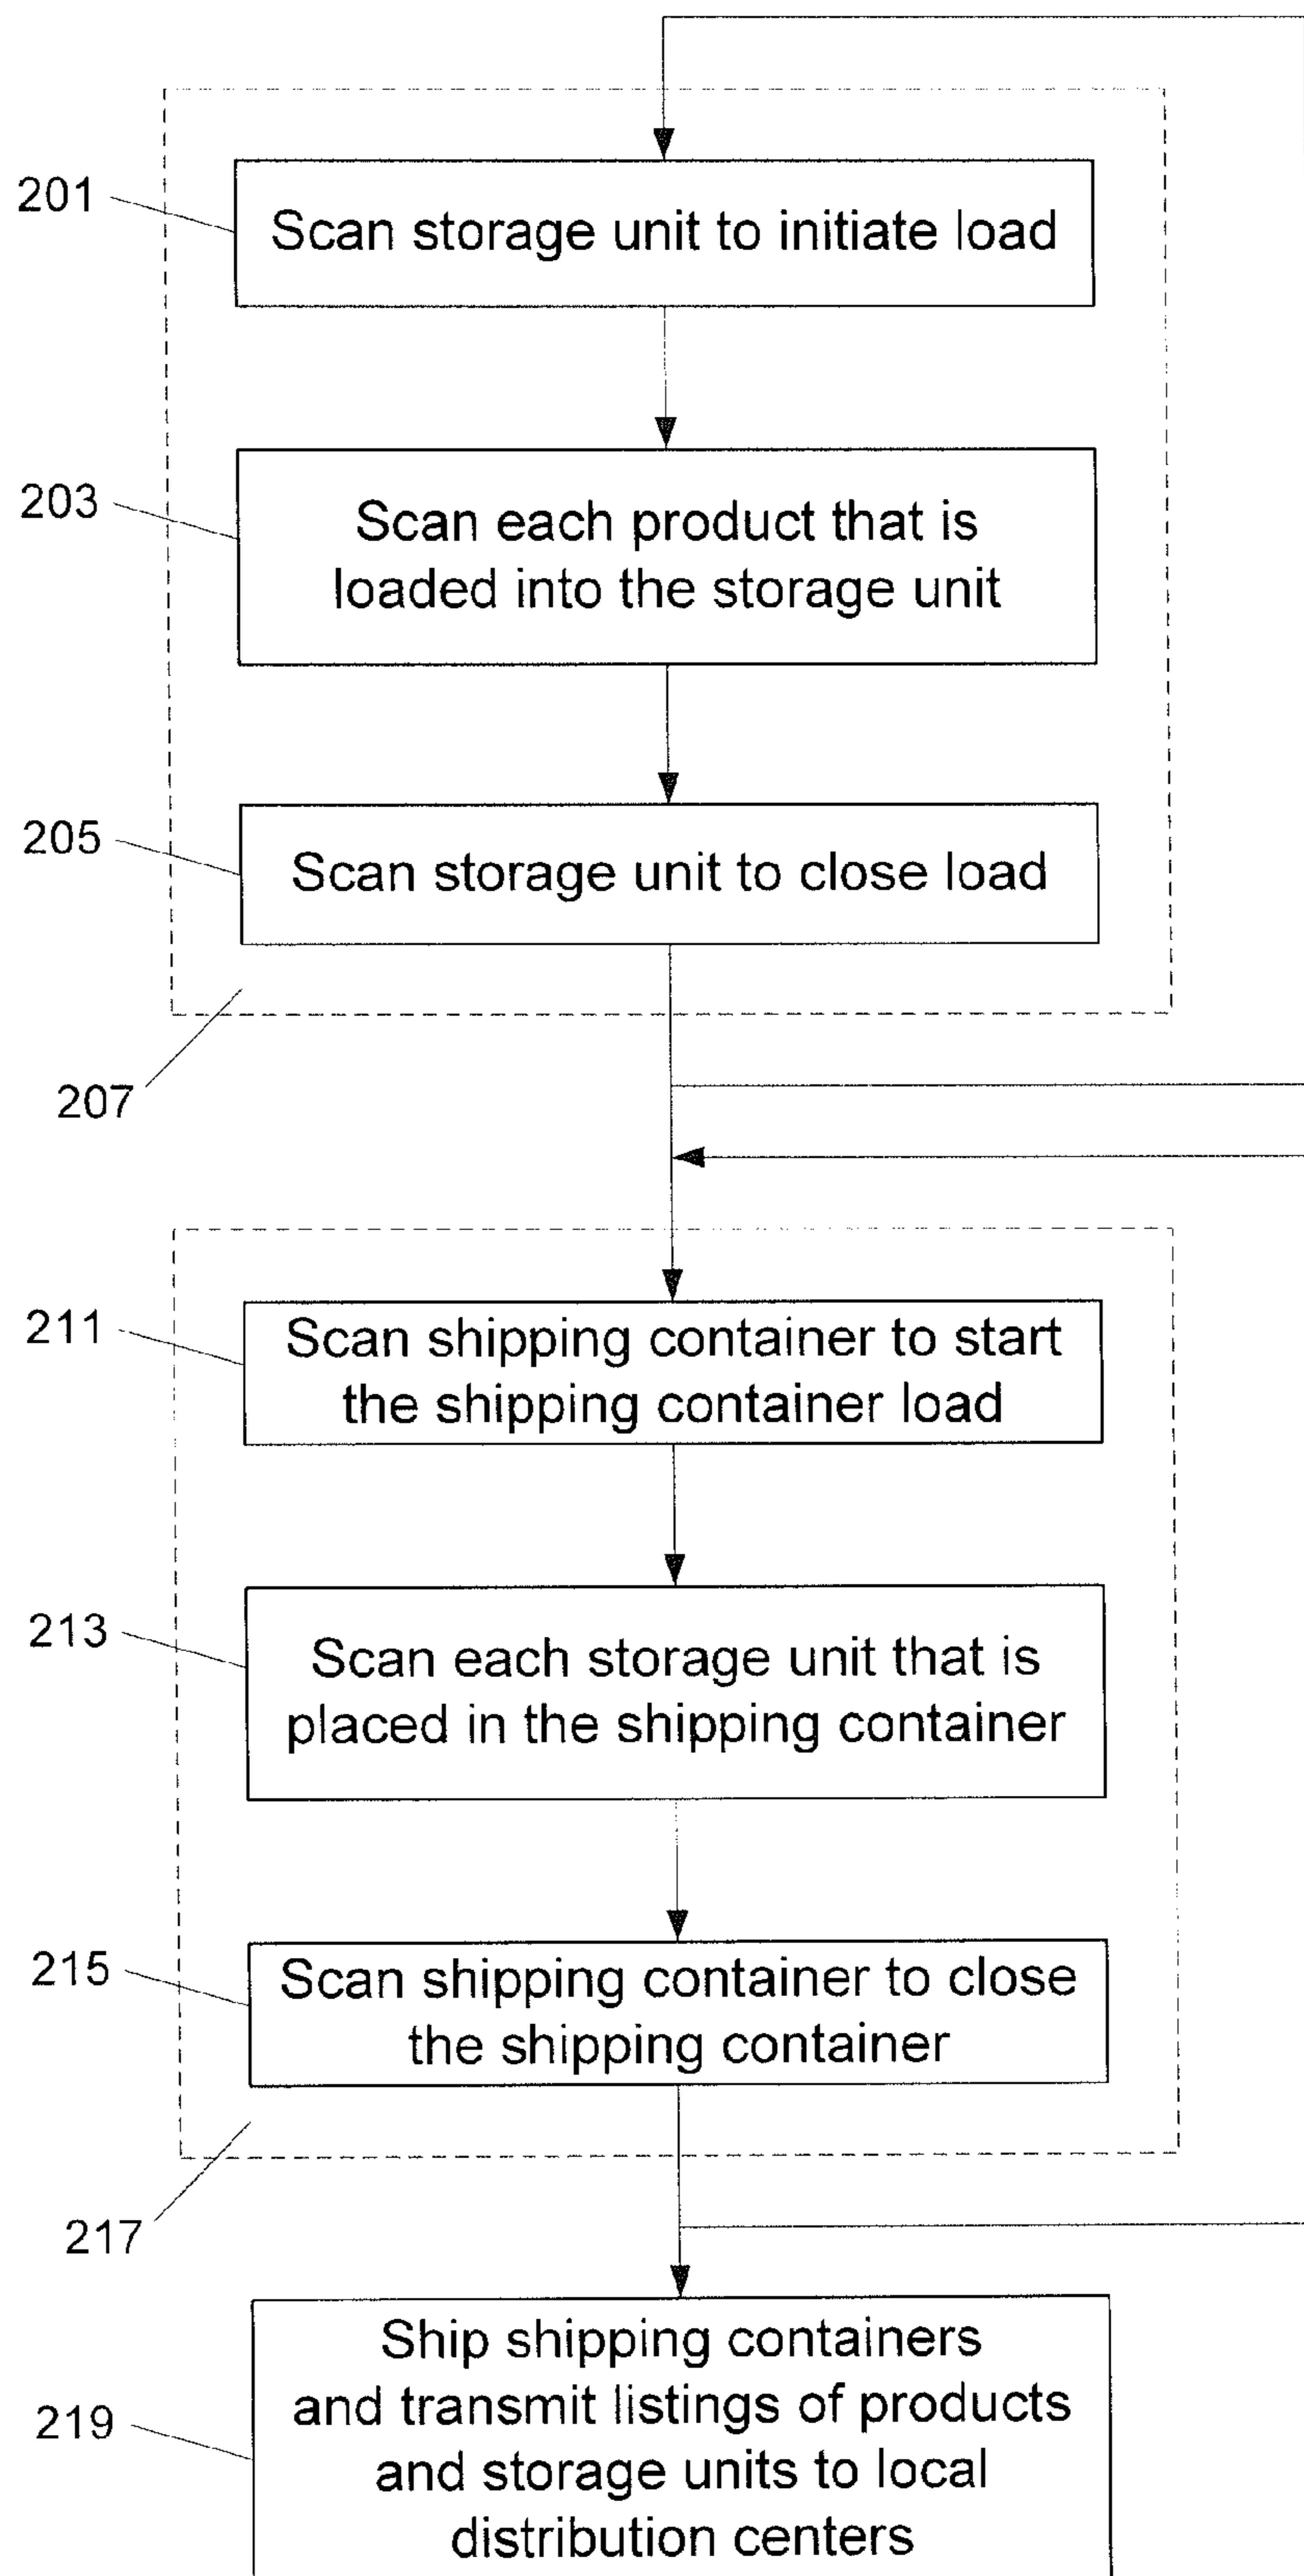 201
Scan storage unit to initiate load
203
Scan each product that is
loaded into the storage unit
205
Scan storage unit to close load
207
211
Scan shipping container to start
the shipping container load
213
Scan each storage unit that is
placed in the shipping container
215
Scan shipping container to close
the shipping container
217
219
Ship shipping containers
and transmit listings of products
and storage units to local
distribution centers